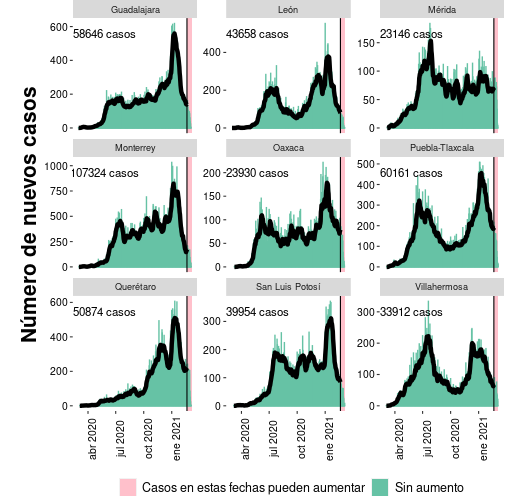 Número de nuevos casos
Guadalajara
58646 casos
600
400
200
0
León
43658 casos
400
200
0
Mérida
23146 casos
150
100
50
0
Monterrey
107324 casos
1000
750
500
250
0
Oaxaca
23930 casos
200
150
100
50
0
Puebla-Tlaxcala
60161 casos
500
400
300
200
100
0
Querétaro
50874 casos
600
400
200
0
San Luis Potosí
39954 casos
300
200
100
0
Villahermosa
33912 casos
300
200
100
0
abr 2020
jul 2020
oct 2020
ene 2021
abr 2020
jul 2020
oct 2020
ene 2021
abr 2020
jul 2020
oct 2020
ene 2021
Casos en estas fechas pueden aumentar
Sin aumento